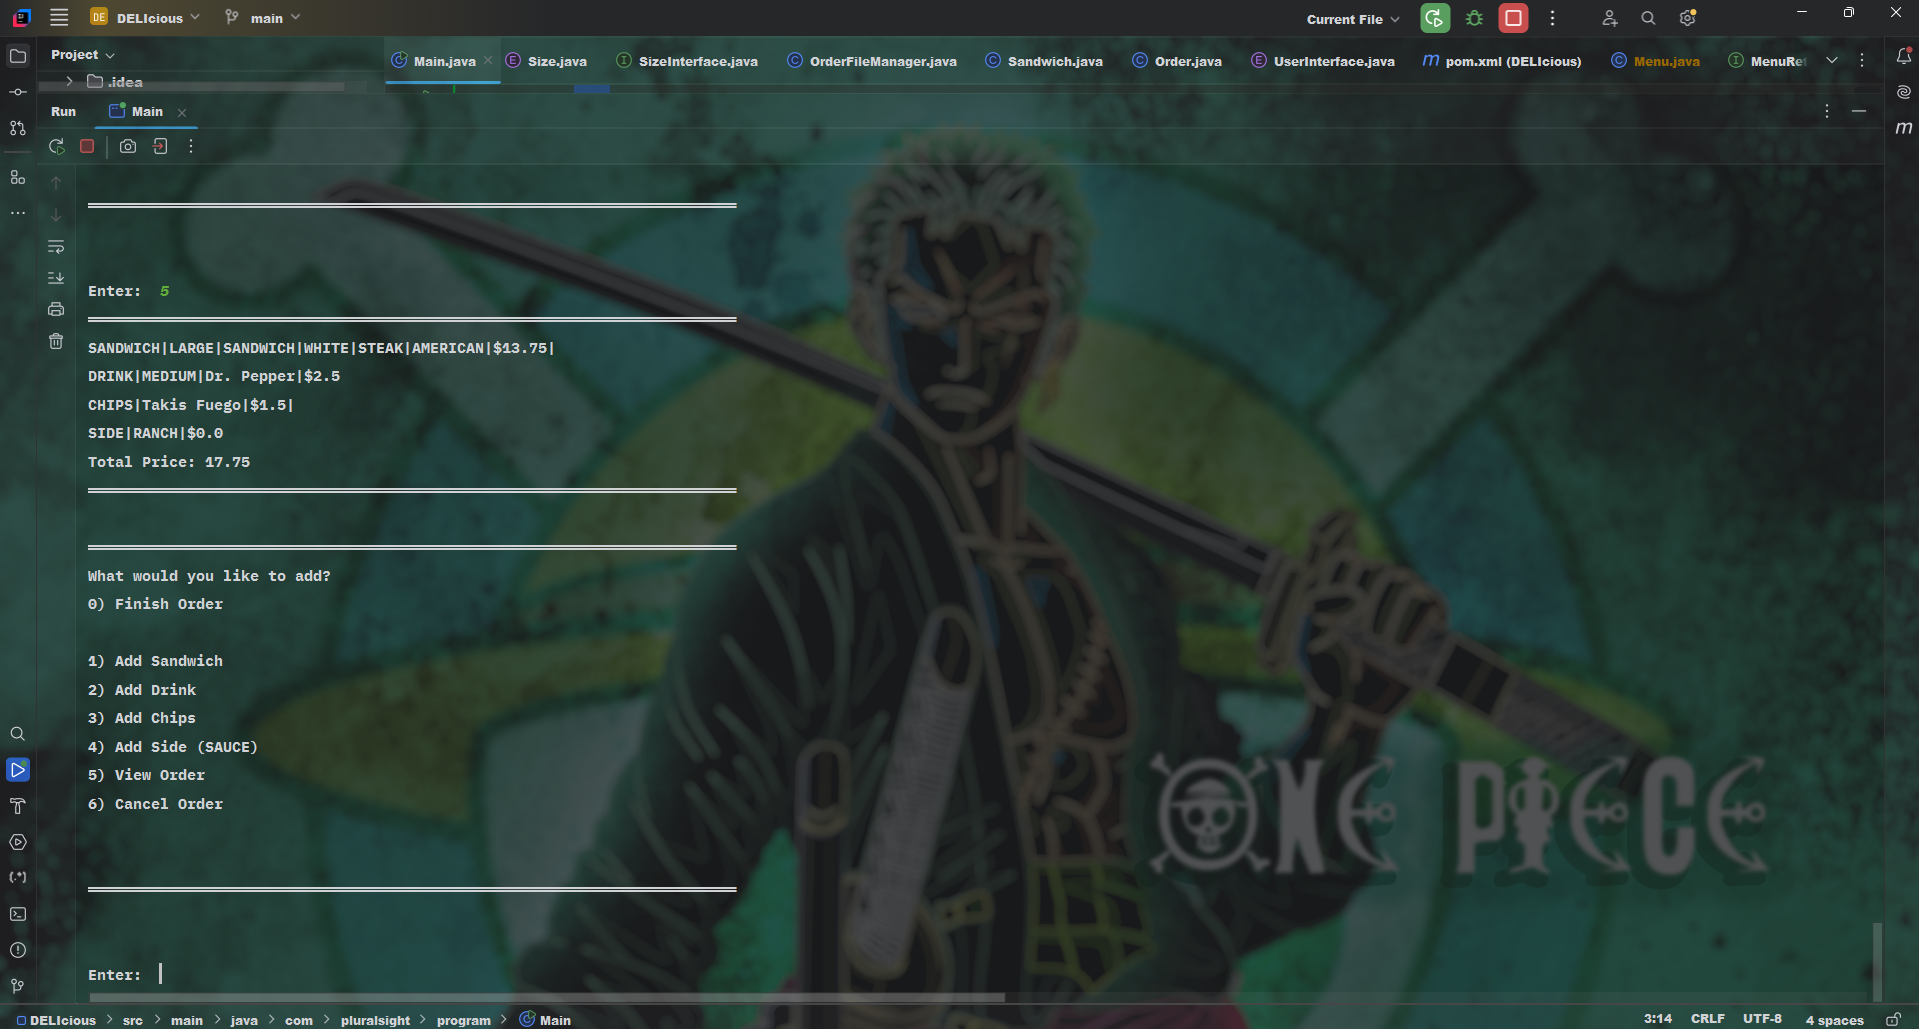 DE DELIcious main Current File
Project
Main.java Size.java SizeInterface.java OrderFileManager.java Sandwich.java Order.java UserInterface.java pom.xml (DELIcious) Menu.java MenuRe
.idea
Run Main
Enter: 5
SANDWICH|LARGE|SANDWICH|WHITE|STEAK|AMERICAN|$13.75|
DRINK|MEDIUM|Dr. Pepper|$2.5
CHIPS|Takis Fuego|$1.5|
SIDE|RANCH|$0.0
Total Price: 17.75
What would you like to add?
0) Finish Order
1) Add Sandwich
2) Add Drink
3) Add Chips
4) Add Side (SAUCE)
5) View Order
6) Cancel Order
ONE PIECE
Enter:
DELIcious > src > main > java > com > pluralsight > program > Main 3:14 CRLF UTF-8 4 spaces